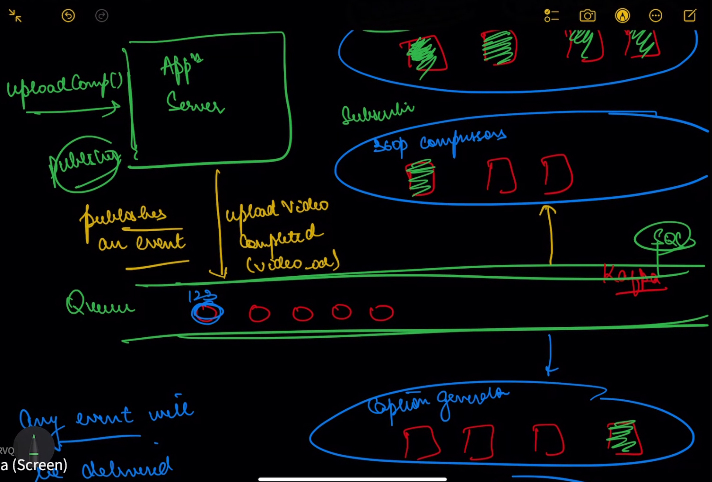 uploadComp()
App's
Server
Publisher
Subscribir
360p compressors
publishes
an event
upload Video
Completed
(video_id)
SQS
Kafka
Queue
123
Caption generator
Any event will
be delivered
a (Screen)